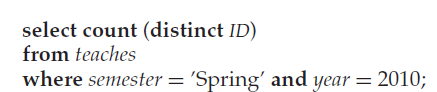 select count (distinct ID)
from teaches
where semester = ’Spring’ and year = 2010;